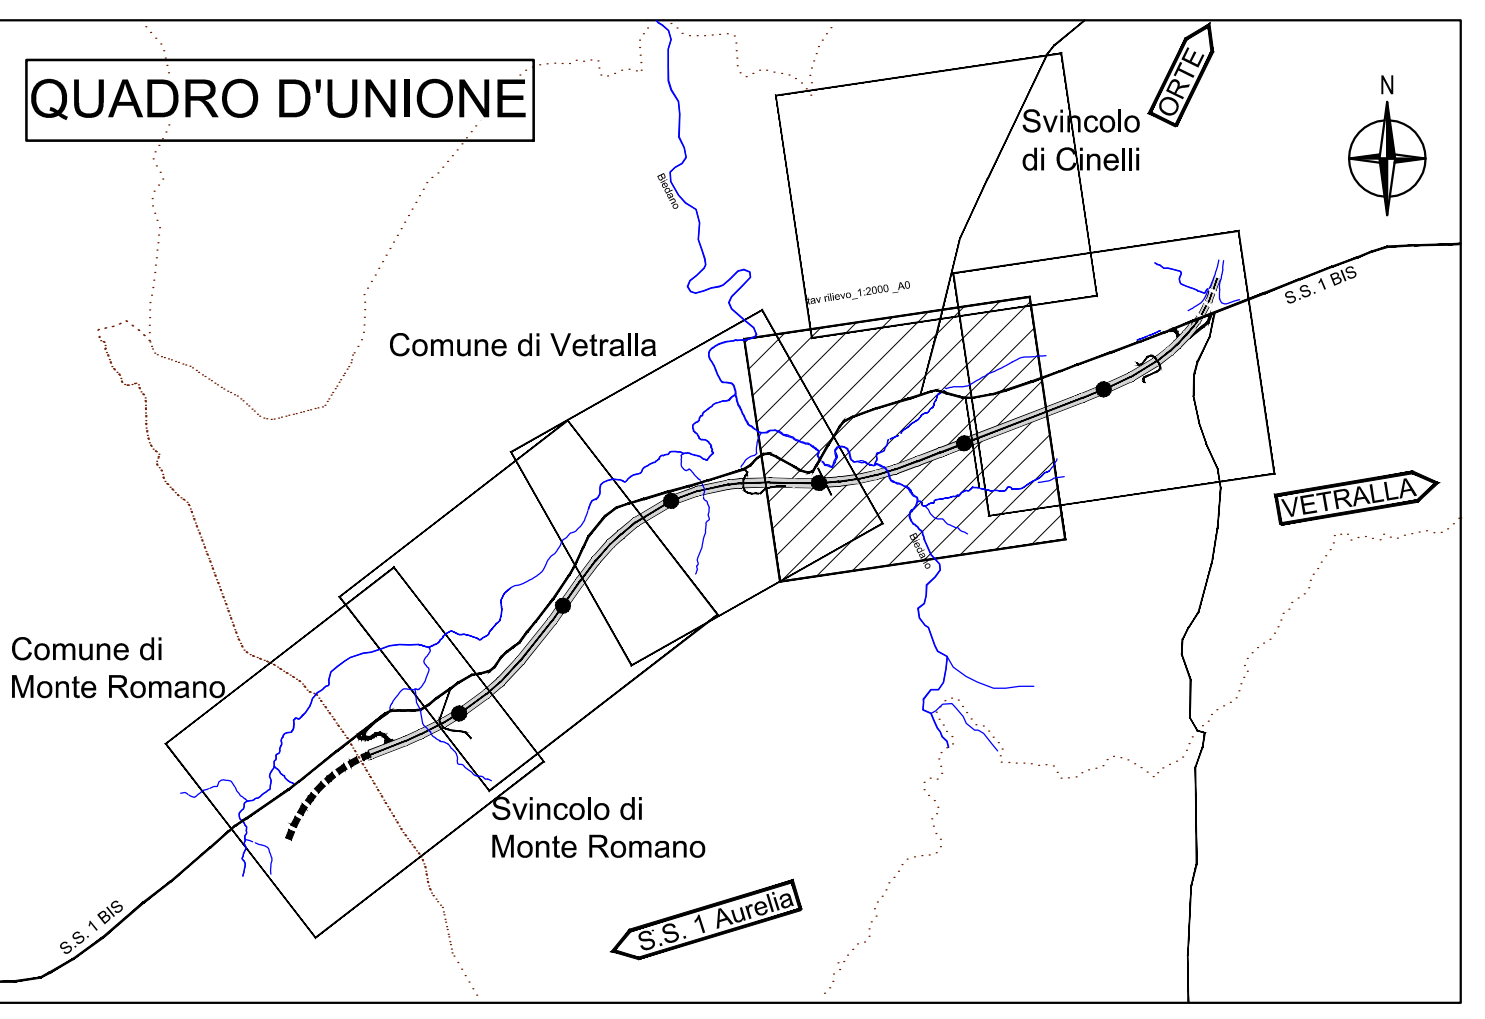 QUADRO D'UNIONE
ORTE
N
Svincolo
di Cinelli
Biedano
S.S. 1 BIS
tav rilievo_1:2000 _A0
Comune di Vetralla
VETRALLA
Biedano
Comune di
Monte Romano
Svincolo di
Monte Romano
S.S. 1 BIS
S.S. 1 Aurelia